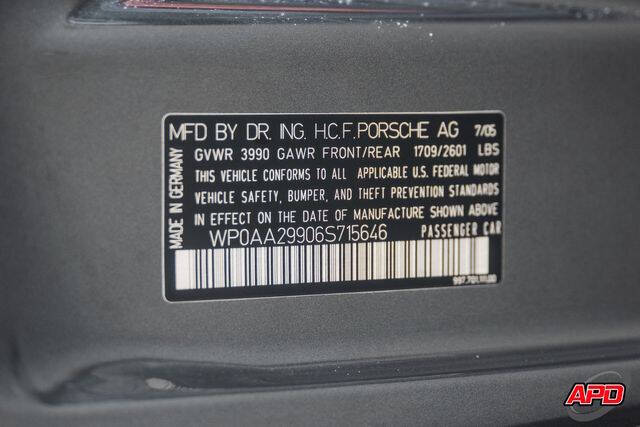 MFD BY DR. ING. H.C.F. PORSCHE AG 7/05
GVWR 3990 GAWR FRONT/REAR 1709/2601 LBS
THIS VEHICLE CONFORMS TO ALL APPLICABLE U.S. FEDERAL MOTOR
VEHICLE SAFETY, BUMPER, AND THEFT PREVENTION STANDARDS
IN EFFECT ON THE DATE OF MANUFACTURE SHOWN ABOVE
WP0AA29906S715646 PASSENGER CAR
MADE IN GERMANY
APD